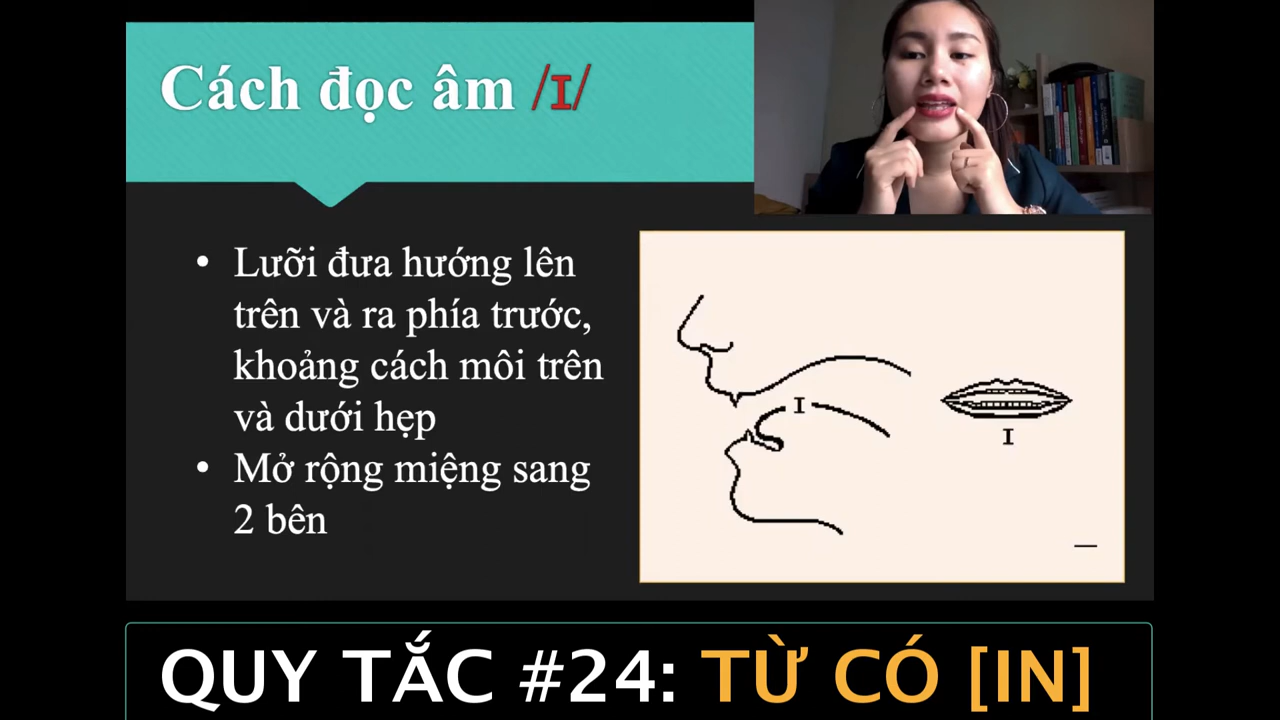 Cách đọc âm /ɪ/
• Lưỡi đưa hướng lên
trên và ra phía trước,
khoảng cách môi trên
và dưới hẹp
• Mở rộng miệng sang
2 bên
I
I
QUY TẮC #24: TỪ CÓ [IN]